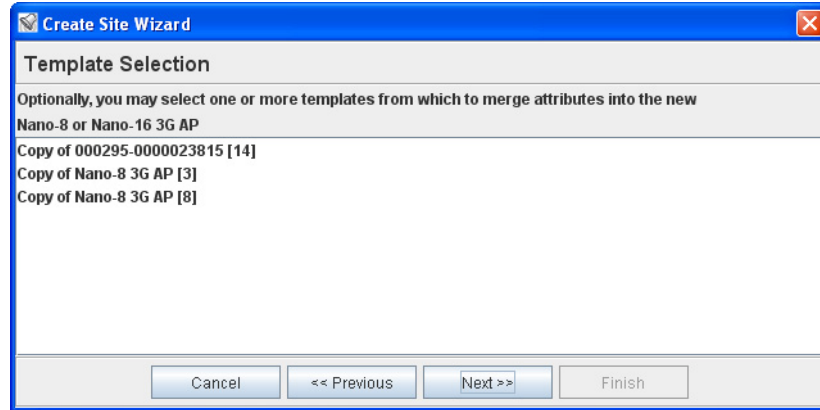 Create Site Wizard
Template Selection
Optionally, you may select one or more templates from which to merge attributes into the new
Nano-8 or Nano-16 3G AP
Copy of 000295-0000023815 [14]
Copy of Nano-8 3G AP [3]
Copy of Nano-8 3G AP [8]
Cancel << Previous Next >> Finish